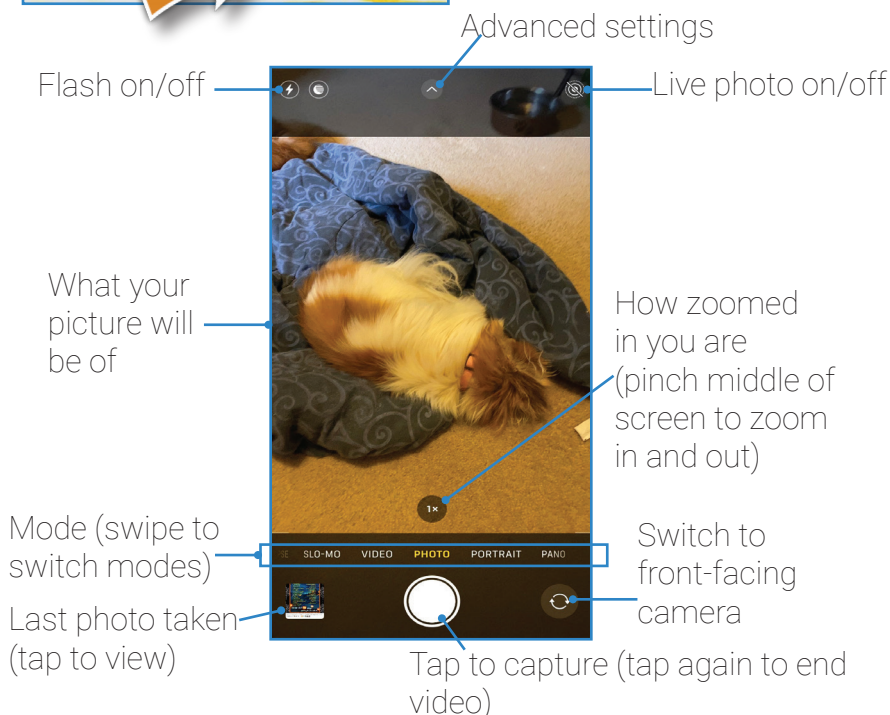 Advanced settings
Flash on/off
Live photo on/off
What your
picture will
be of
How zoomed
in you are
(pinch middle of
screen to zoom
in and out)
1×
Mode (swipe to
switch modes)
SE SLO-MO VIDEO PHOTO PORTRAIT PANO
Switch to
front-facing
camera
Last photo taken
(tap to view)
Tap to capture (tap again to end
video)